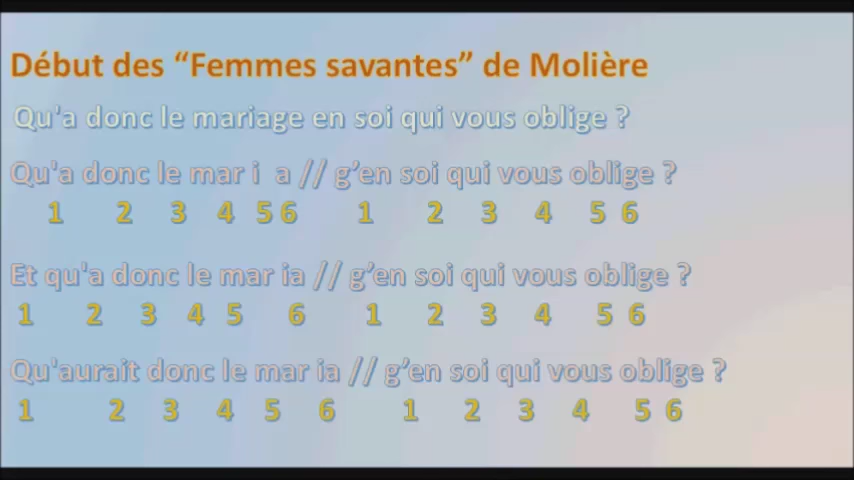 Début des “Femmes savantes” de Molière
Qu'a donc le mariage en soi qui vous oblige ?
Qu'a donc le mar i a // g’en soi qui vous oblige ?
1 2 3 4 5 6 1 2 3 4 5 6
Et qu'a donc le mar ia // g’en soi qui vous oblige ?
1 2 3 4 5 6 1 2 3 4 5 6
Qu'aurait donc le mar ia // g’en soi qui vous oblige ?
1 2 3 4 5 6 1 2 3 4 5 6